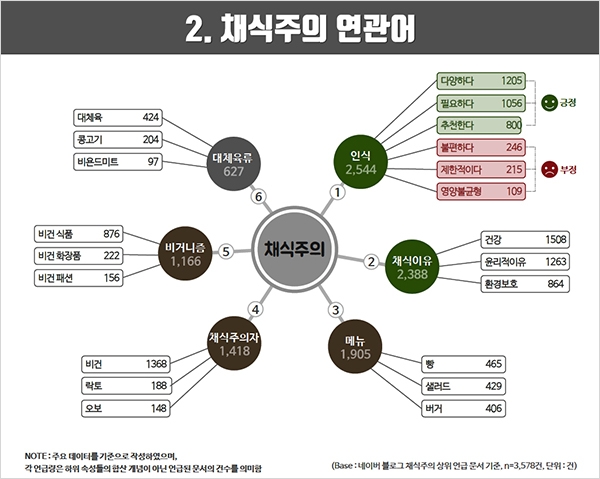 2. 채식주의 연관어
채식주의
1
인식
2,544
다양하다 1205
필요하다 1056
추천한다 800
긍정
불편하다 246
제한적이다 215
영양불균형 109
부정
2
채식이유
2,388
건강 1508
윤리적이유 1263
환경보호 864
3
메뉴
1,905
빵 465
샐러드 429
버거 406
4
채식주의자
1,418
비건 1368
락토 188
오보 148
5
비거니즘
1,166
비건 식품 876
비건 화장품 222
비건 패션 156
6
대체육류
627
대체육 424
콩고기 204
비욘드미트 97
NOTE : 주요 데이터를 기준으로 작성하였으며,
각 언급량은 하위 속성들의 합산 개념이 아닌 언급된 문서의 건수를 의미함
(Base : 네이버 블로그 채식주의 상위 언급 문서 기준, n=3,578건, 단위 : 건)